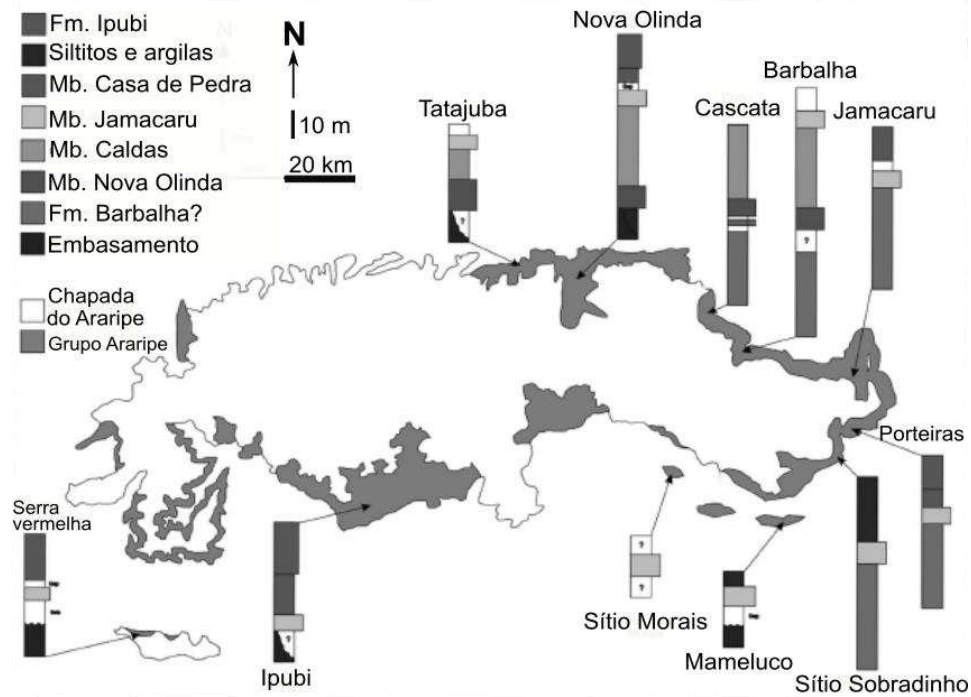 Fm. Ipubi
Siltitos e argilas
Mb. Casa de Pedra
Mb. Jamacaru
Mb. Caldas
Mb. Nova Olinda
Fm. Barbalha?
Embasamento
Chapada
do Araripe
Grupo Araripe
N
10 m
20 km
Tatajuba
?
Nova Olinda
Cascata
Barbalha
?
Jamacaru
Porteiras
Serra
vermelha
Ipubi
?
?
?
Sítio Morais
Mameluco
Sítio Sobradinho